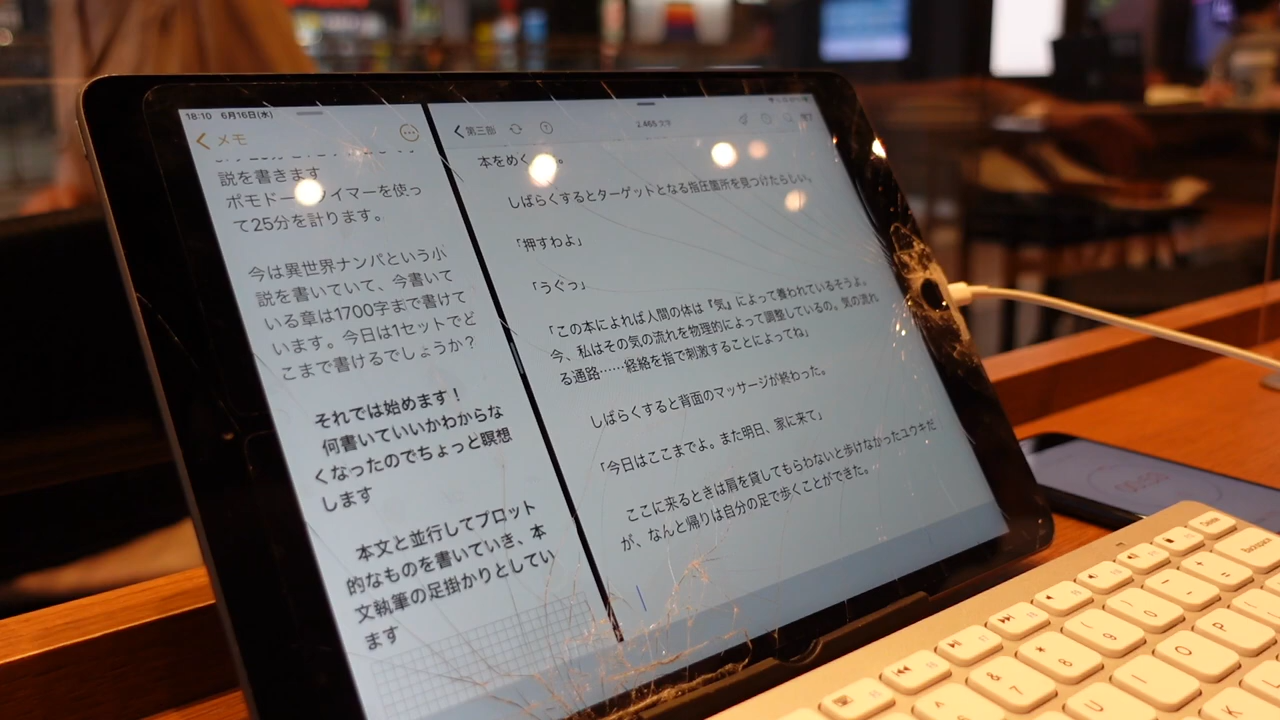 18:10 6月16日(水)
メモ
説を書きます
ポモドー イマーを使っ
て25分を計ります。
今は異世界ナンパという小
説を書いていて、今書いて
いる章は1700字まで書けて
います。今日は1セットでど
こまで書けるでしょうか？
それでは始めます！
何書いていいかわからな
くなったのでちょっと瞑想
します
本文と並行してプロット
的なものを書いていき、本
文執筆の足掛かりとしてい
ます
第三部
2,465 文字
本をめく 。
しばらくするとターゲットとなる指圧箇所を見つけたらしい。
「押すわよ」
「うぐっ」
「この本によれば人間の体は『気』によって養われているそうよ。
今、私はその気の流れを物理的によって調整しているの。気の流れ
る通路……経絡を指で刺激することによってね」
しばらくすると背面のマッサージが終わった。
「今日はここまでよ。また明日、家に来て」
ここに来るときは肩を貸してもらわないと歩けなかったユウキだ
が、なんと帰りは自分の足で歩くことができた。
backspace
* 8
( 9
) 0
& 7
U
I
O
P
K
L